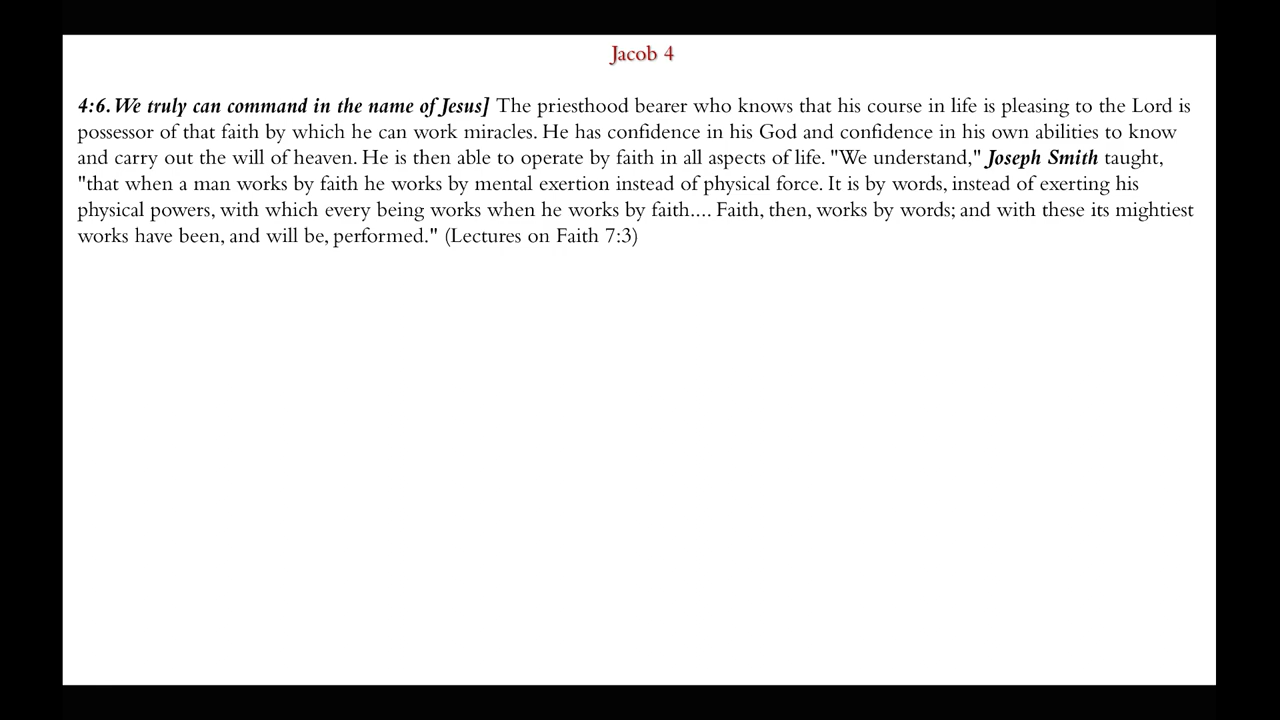 Jacob 4
4:6. We truly can command in the name of Jesus] The priesthood bearer who knows that his course in life is pleasing to the Lord is
possessor of that faith by which he can work miracles. He has confidence in his God and confidence in his own abilities to know
and carry out the will of heaven. He is then able to operate by faith in all aspects of life. "We understand," Joseph Smith taught,
"that when a man works by faith he works by mental exertion instead of physical force. It is by words, instead of exerting his
physical powers, with which every being works when he works by faith.... Faith, then, works by words; and with these its mightiest
works have been, and will be, performed." (Lectures on Faith 7:3)